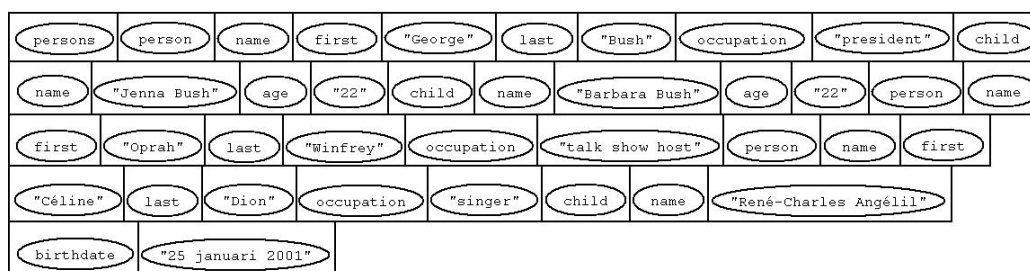 persons person name first "George" last "Bush" occupation "president" child
name "Jenna Bush" age "22" child name "Barbara Bush" age "22" person name
first "Oprah" last "Winfrey" occupation "talk show host" person name first
"Céline" last "Dion" occupation "singer" child name "René-Charles Angélil"
birthdate "25 januari 2001"